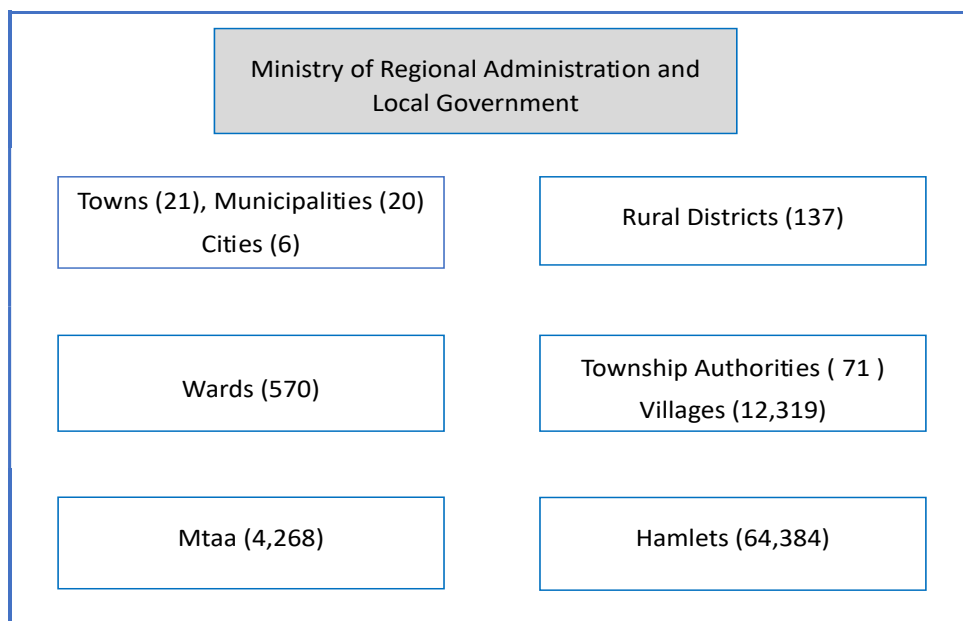 Ministry of Regional Administration and
Local Government
Towns (21), Municipalities (20)
Cities (6)
Rural Districts (137)
Wards (570)
Township Authorities ( 71 )
Villages (12,319)
Mtaa (4,268)
Hamlets (64,384)